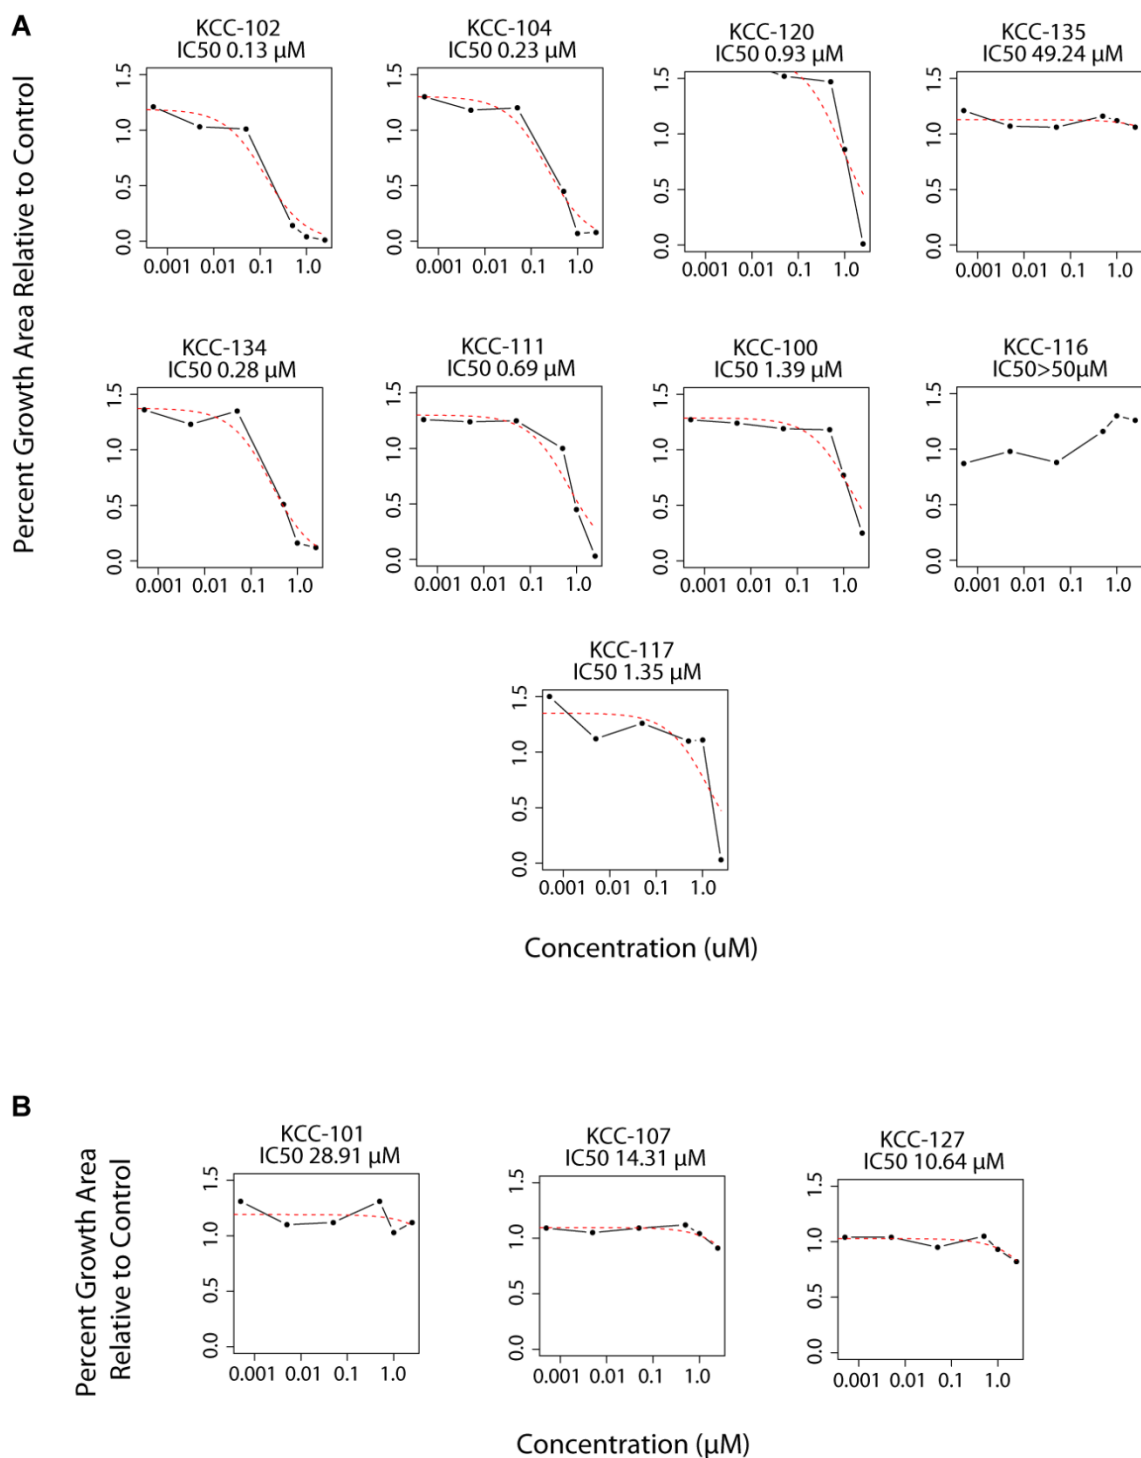 A
Percent Growth Area Relative to Control
KCC-102
IC50 0.13 µM
1.5
1.0
0.5
0.0
0.001 0.01 0.1 1.0
KCC-104
IC50 0.23 µM
1.5
1.0
0.5
0.0
0.001 0.01 0.1 1.0
KCC-120
IC50 0.93 µM
1.5
1.0
0.5
0.0
0.001 0.01 0.1 1.0
KCC-135
IC50 49.24 µM
1.5
1.0
0.5
0.0
0.001 0.01 0.1 1.0
KCC-134
IC50 0.28 µM
1.5
1.0
0.5
0.0
0.001 0.01 0.1 1.0
KCC-111
IC50 0.69 µM
1.5
1.0
0.5
0.0
0.001 0.01 0.1 1.0
KCC-100
IC50 1.39 µM
1.5
1.0
0.5
0.0
0.001 0.01 0.1 1.0
KCC-116
IC50>50µM
1.5
1.0
0.5
0.0
0.001 0.01 0.1 1.0
KCC-117
IC50 1.35 µM
1.5
1.0
0.5
0.0
0.001 0.01 0.1 1.0
Concentration (uM)
B
Percent Growth Area
Relative to Control
KCC-101
IC50 28.91 µM
1.5
1.0
0.5
0.0
0.001 0.01 0.1 1.0
KCC-107
IC50 14.31 µM
1.5
1.0
0.5
0.0
0.001 0.01 0.1 1.0
KCC-127
IC50 10.64 µM
1.5
1.0
0.5
0.0
0.001 0.01 0.1 1.0
Concentration (µM)